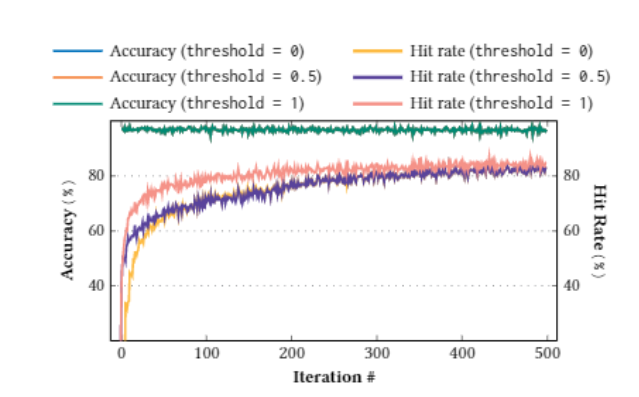 Accuracy (threshold = 0) Hit rate (threshold = 0)
Accuracy (threshold = 0.5) Hit rate (threshold = 0.5)
Accuracy (threshold = 1) Hit rate (threshold = 1)
80 80
60 60
40 40
Accuracy (%)
Hit Rate (%)
0 100 200 300 400 500
Iteration #